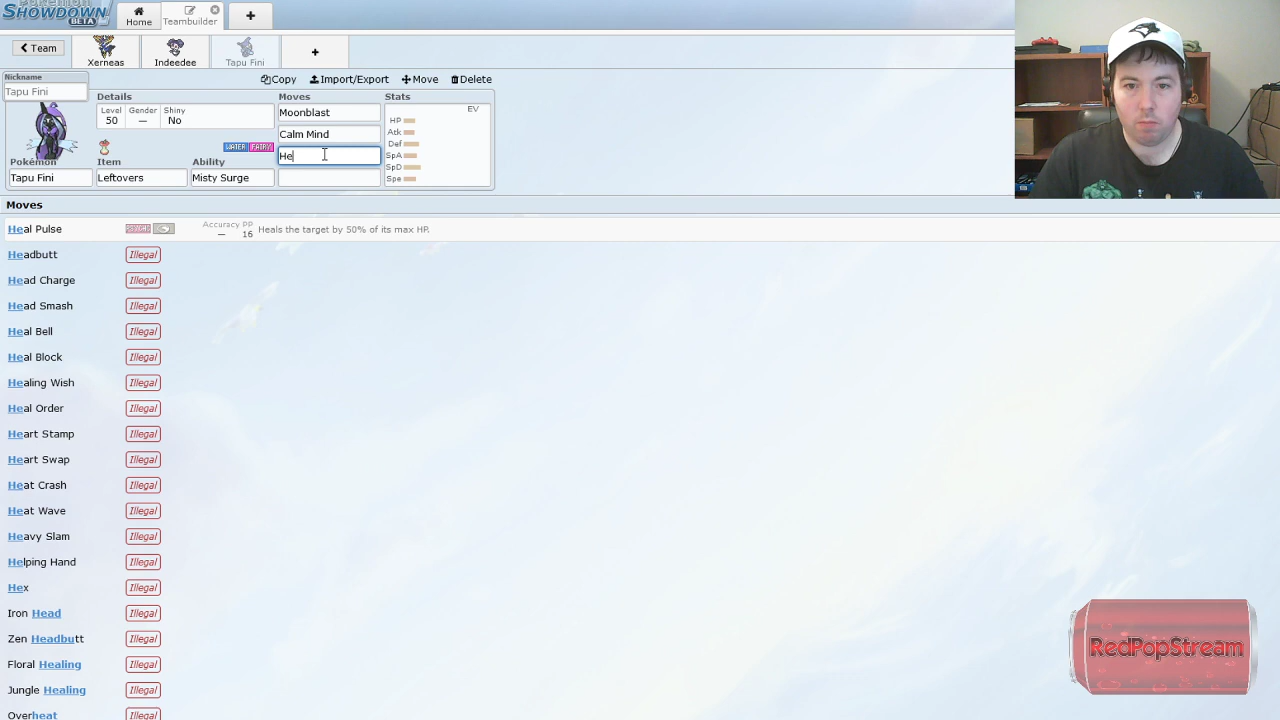 Pokémon
SHOWDOWN
BETA
Home
Teambuilder
+
Team
Xerneas
Indeedee
Tapu Fini
+
Nickname
Tapu Fini
Copy
Import/Export
Move
Delete
Details
Level
50
Gender
—
Shiny
No
WATER FAIRY
Pokémon
Tapu Fini
Item
Leftovers
Ability
Misty Surge
Moves
Moonblast
Calm Mind
He
Stats
EV
HP
Atk
Def
SpA
SpD
Spe
Moves
Heal Pulse PSYCHC Accuracy — PP 16 Heals the target by 50% of its max HP.
Headbutt Illegal
Head Charge Illegal
Head Smash Illegal
Heal Bell Illegal
Heal Block Illegal
Healing Wish Illegal
Heal Order Illegal
Heart Stamp Illegal
Heart Swap Illegal
Heat Crash Illegal
Heat Wave Illegal
Heavy Slam Illegal
Helping Hand Illegal
Hex Illegal
Iron Head Illegal
Zen Headbutt Illegal
Floral Healing Illegal
Jungle Healing Illegal
Overheat Illegal
RedPopStream